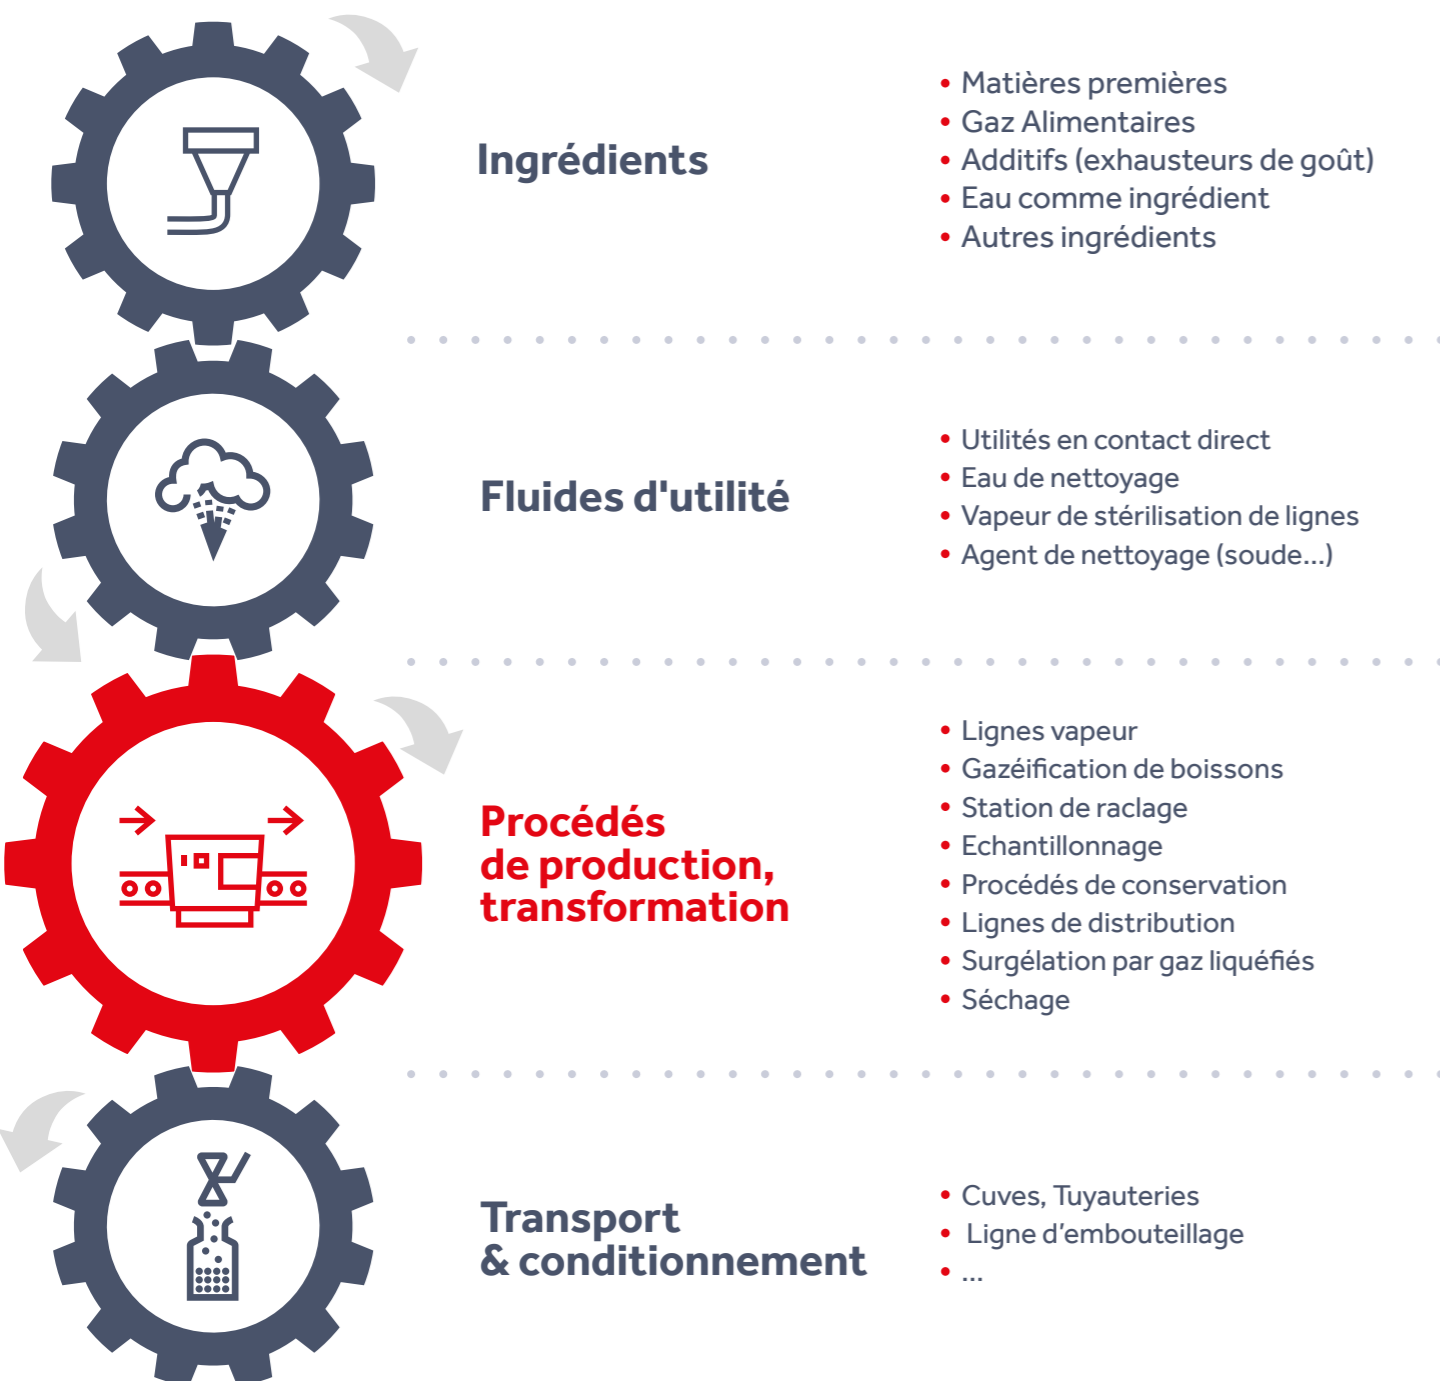 Ingrédients
• Matières premières
• Gaz Alimentaires
• Additifs (exhausteurs de goût)
• Eau comme ingrédient
• Autres ingrédients
Fluides d'utilité
• Utilités en contact direct
• Eau de nettoyage
• Vapeur de stérilisation de lignes
• Agent de nettoyage (soude...)
Procédés
de production,
transformation
• Lignes vapeur
• Gazéification de boissons
• Station de raclage
• Echantillonnage
• Procédés de conservation
• Lignes de distribution
• Surgélation par gaz liquéfiés
• Séchage
Transport
& conditionnement
• Cuves, Tuyauteries
• Ligne d’embouteillage
• ...